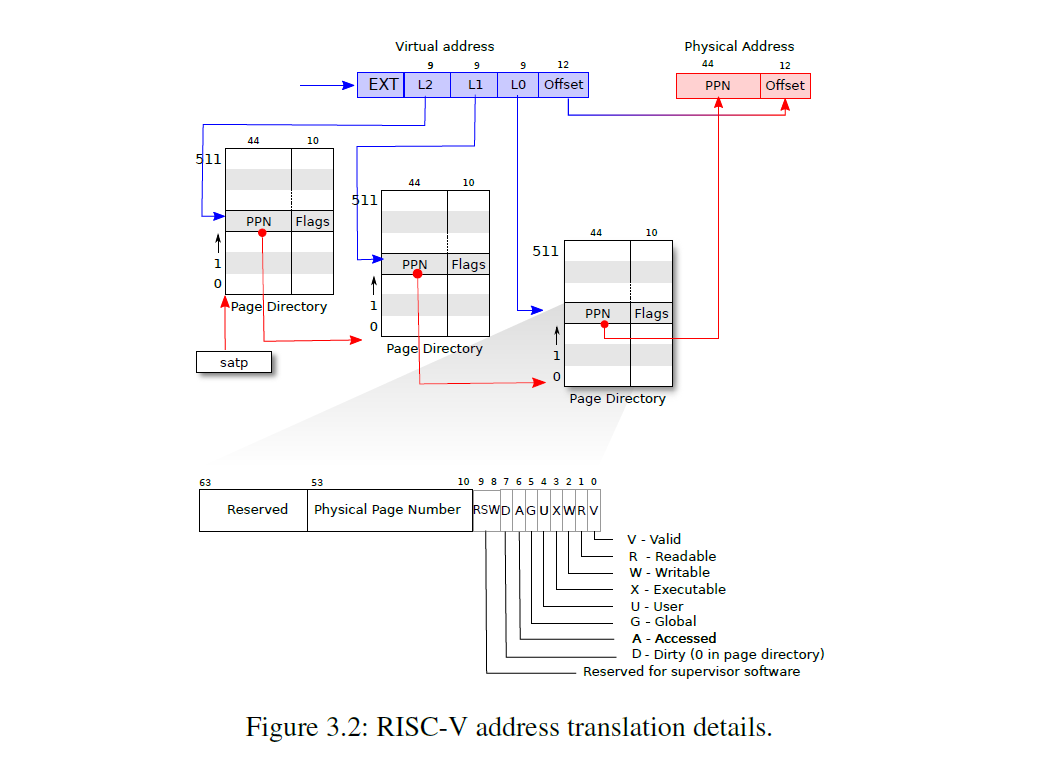 Virtual address
Physical Address
9 9 9 12
44 12
EXT L2 L1 L0 Offset
PPN Offset
44 10
511
PPN Flags
1
0
Page Directory
satp
44 10
511
PPN Flags
1
0
Page Directory
44 10
511
PPN Flags
1
0
Page Directory
63 53 10 9 8 7 6 5 4 3 2 1 0
Reserved Physical Page Number RSW D A G U X W R V
V - Valid
R - Readable
W - Writable
X - Executable
U - User
G - Global
A - Accessed
D - Dirty (0 in page directory)
Reserved for supervisor software
Figure 3.2: RISC-V address translation details.